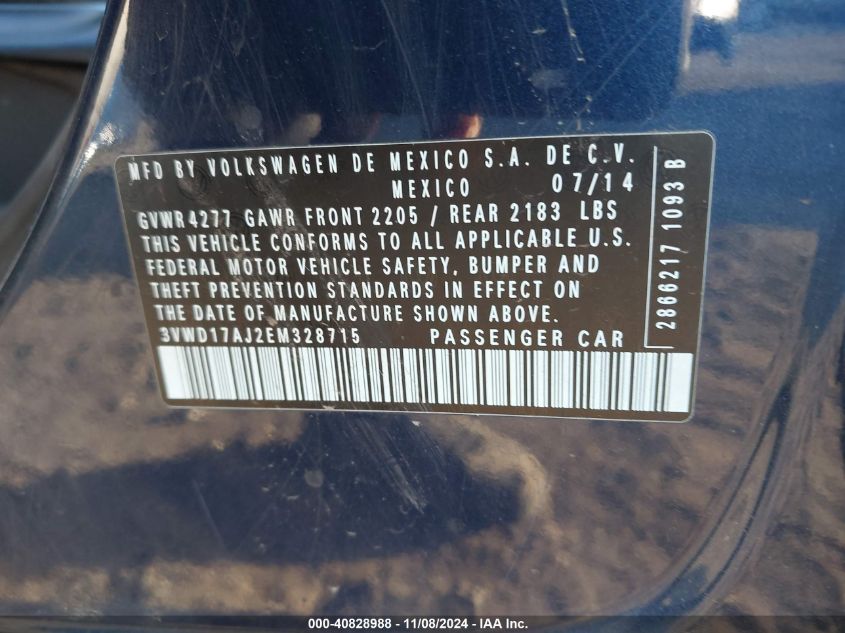 MFD BY VOLKSWAGEN DE MEXICO S.A. DE C.V.
MEXICO 07/14
GVWR4277 GAWR FRONT 2205 / REAR 2183 LBS
THIS VEHICLE CONFORMS TO ALL APPLICABLE U.S.
FEDERAL MOTOR VEHICLE SAFETY, BUMPER AND
THEFT PREVENTION STANDARDS IN EFFECT ON
THE DATE OF MANUFACTURE SHOWN ABOVE.
3VWD17AJ2EM328715 PASSENGER CAR
2866217 1093 B
000-40828988 - 11/08/2024 - © IAA, Inc.